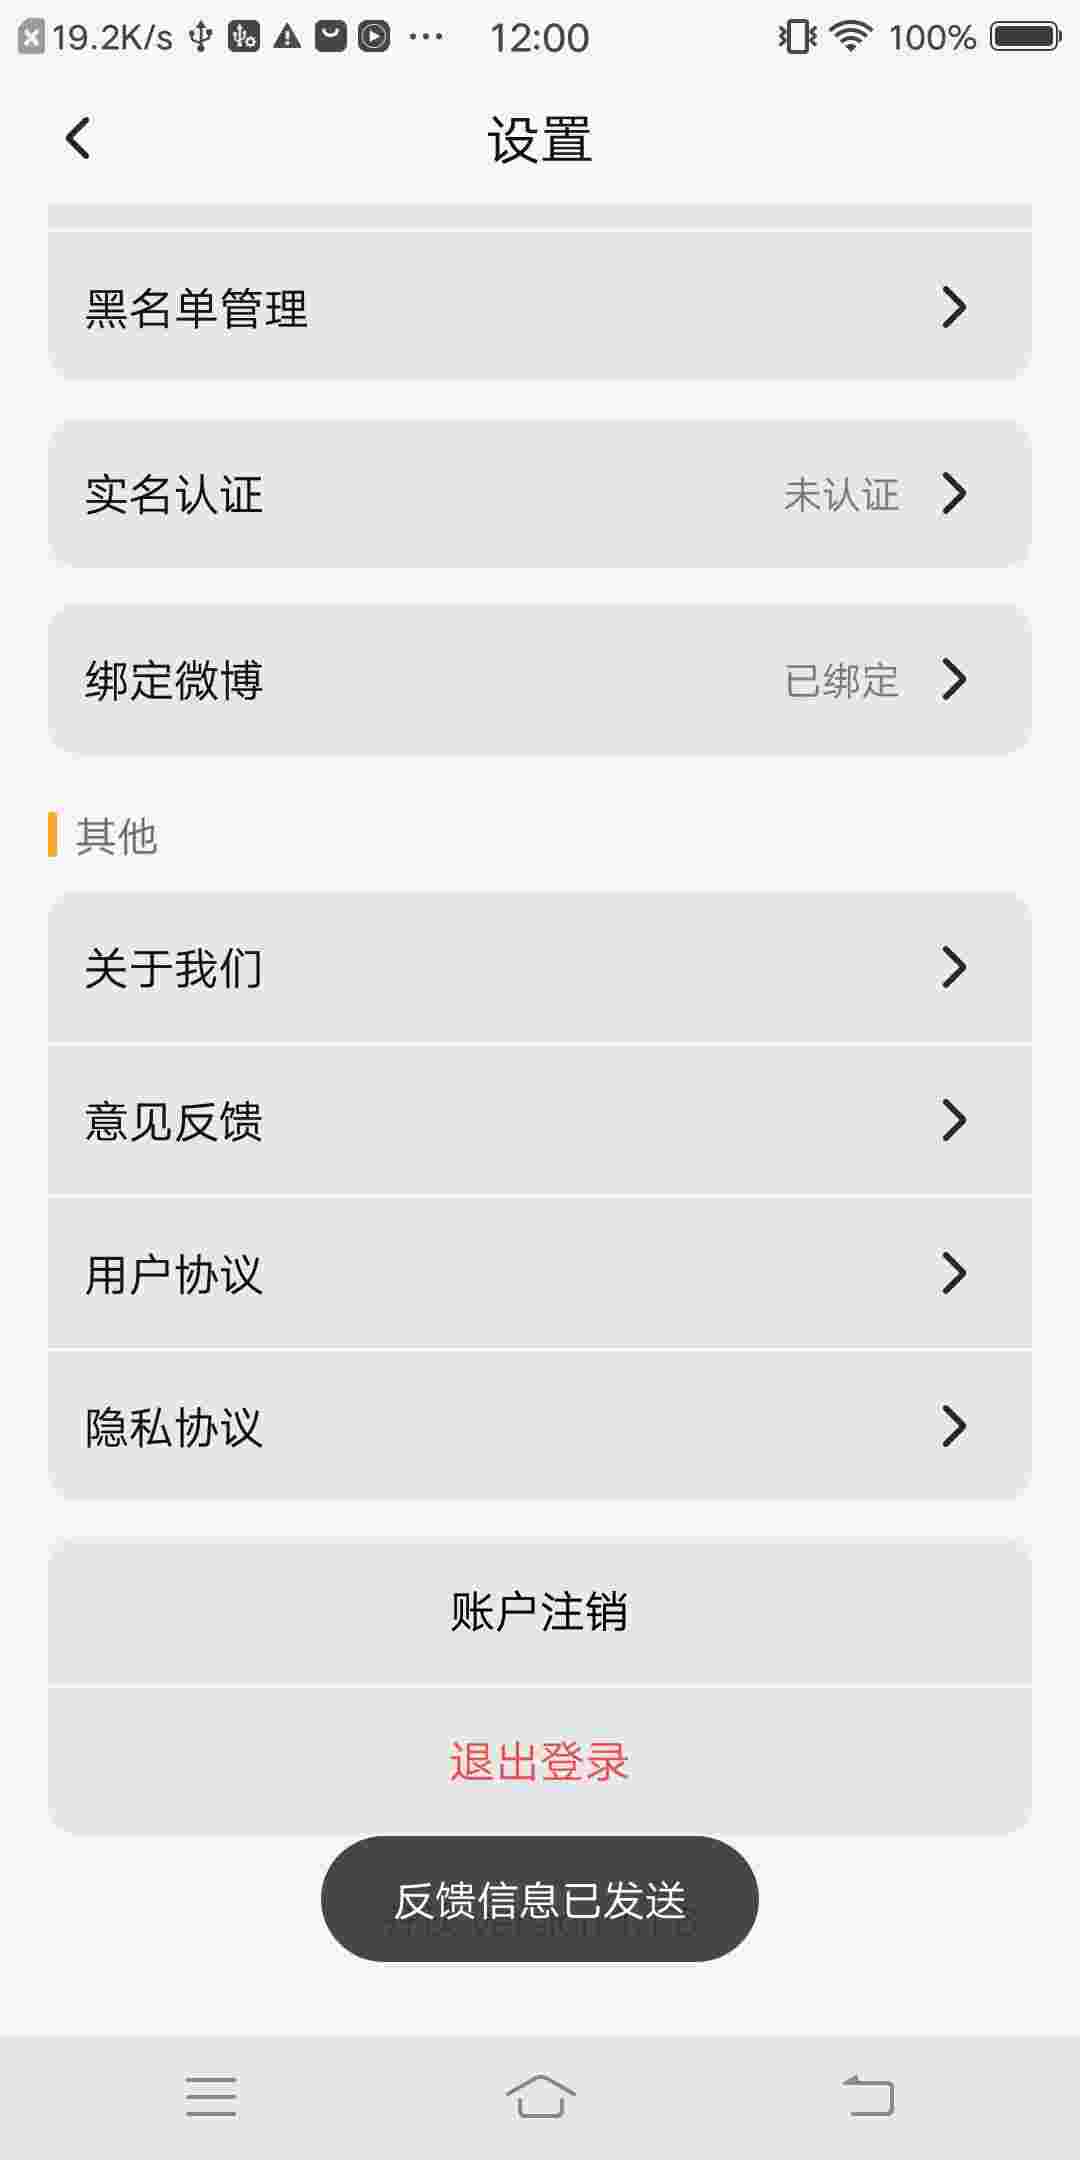 19.2K/s
12:00
100%
设置
黑名单管理
实名认证
未认证
绑定微博
已绑定
其他
关于我们
意见反馈
用户协议
隐私协议
账户注销
退出登录
反馈信息已发送